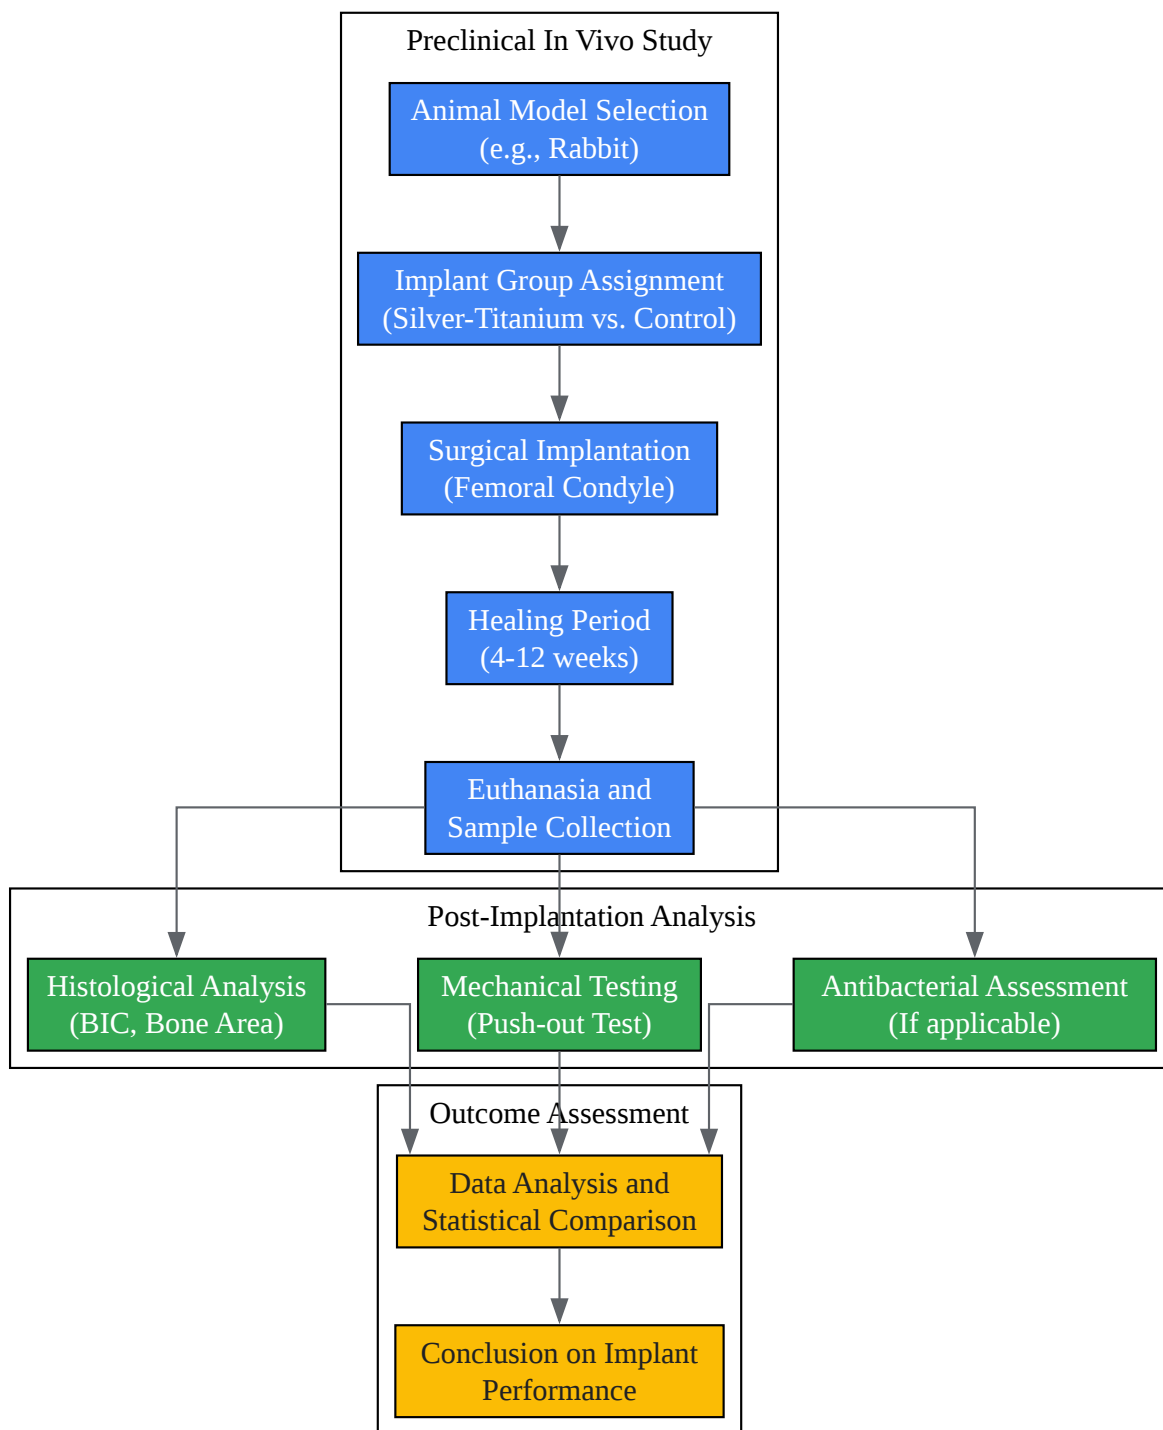 Preclinical In Vivo Study
Animal Model Selection
(e.g., Rabbit)
Implant Group Assignment
(Silver-Titanium vs. Control)
Surgical Implantation
(Femoral Condyle)
Healing Period
(4-12 weeks)
Euthanasia and
Sample Collection
Post-Implantation Analysis
Histological Analysis
(BIC, Bone Area)
Mechanical Testing
(Push-out Test)
Antibacterial Assessment
(If applicable)
Outcome Assessment
Data Analysis and
Statistical Comparison
Conclusion on Implant
Performance